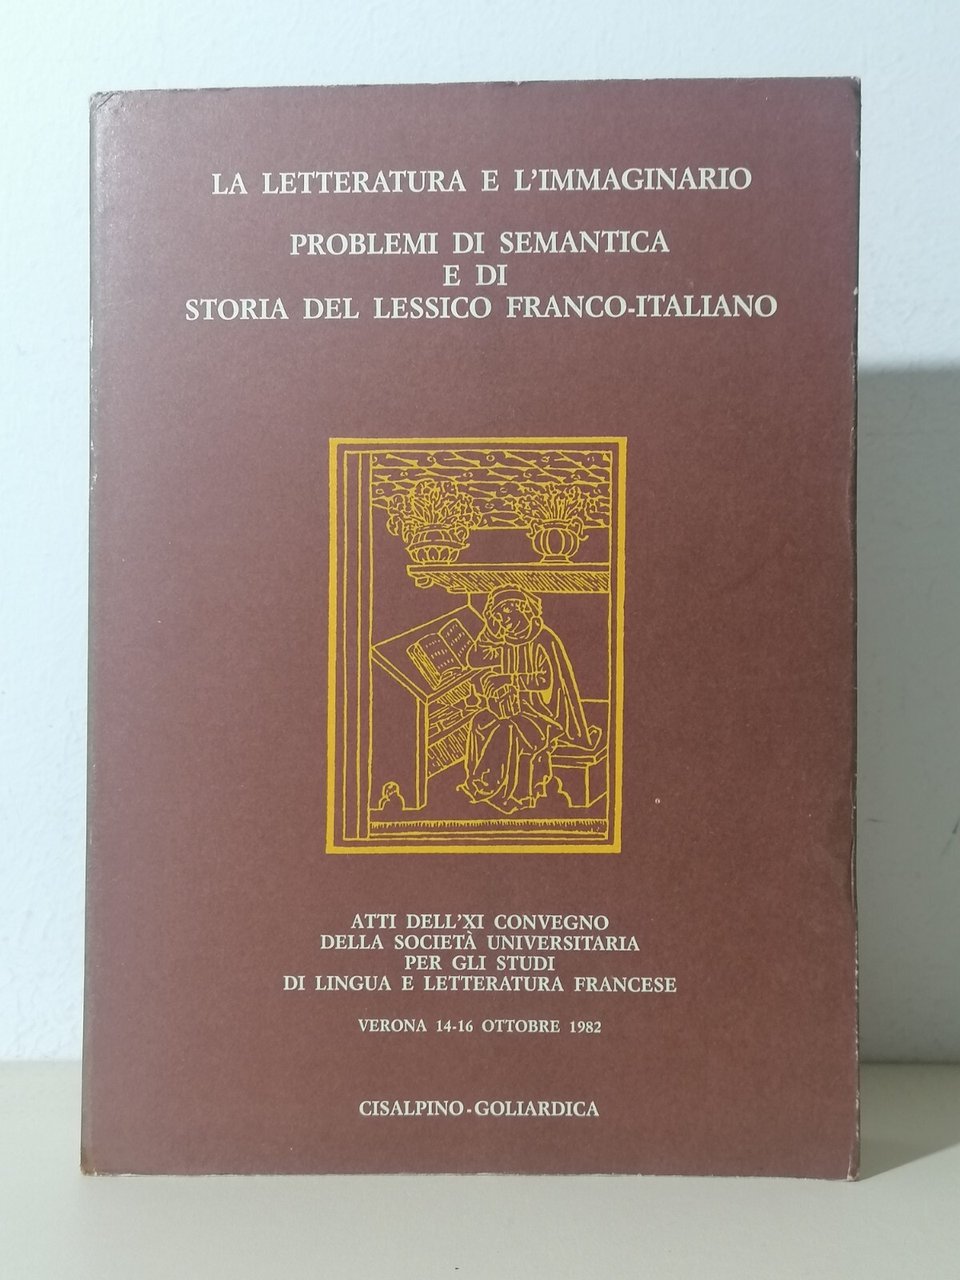 LA LETTERATURA E L'IMMAGINARIO
PROBLEMI DI SEMANTICA
E DI
STORIA DEL LESSICO FRANCO-ITALIANO
ATTI DELL'XI CONVEGNO
DELLA SOCIETÀ UNIVERSITARIA
PER GLI STUDI
DI LINGUA E LETTERATURA FRANCESE
VERONA 14-16 OTTOBRE 1982
CISALPINO-GOLIARDICA